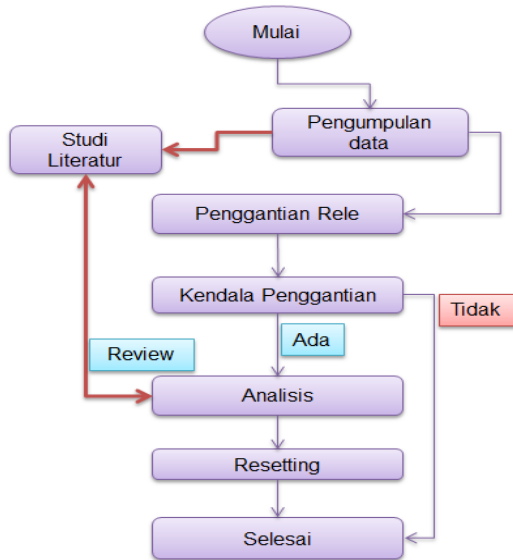 Mulai
Pengumpulan
data
Studi
Literatur
Penggantian Rele
Kendala Penggantian
Tidak
Ada
Review
Analisis
Resetting
Selesai